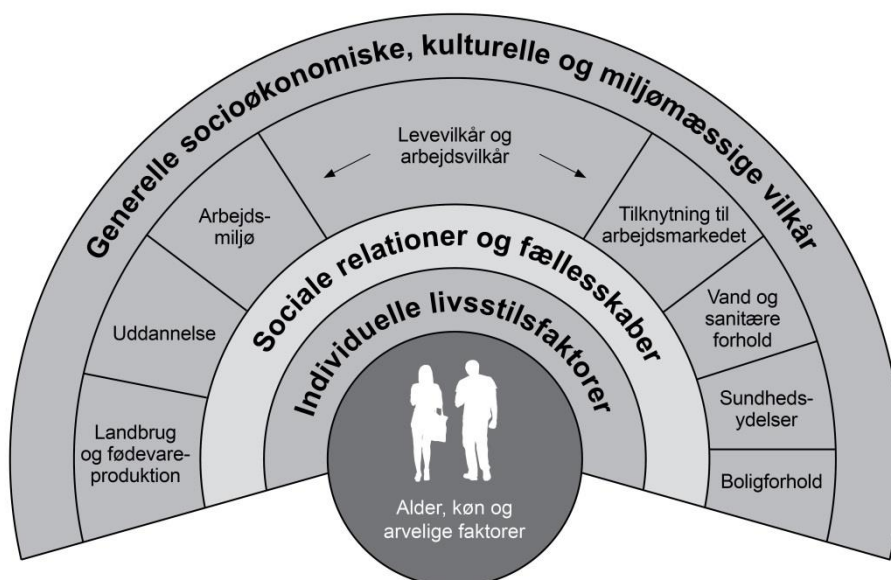 Generelle socioøkonomiske, kulturelle og miljømæssige vilkår
Levevilkår og
arbejdsvilkår
Arbejds-
miljø
Tilknytning til
arbejdsmarkedet
Uddannelse
Vand og
sanitære
forhold
Landbrug
og fødevare-
produktion
Sundheds-
ydelser
Boligforhold
Sociale relationer og fællesskaber
Individuelle livsstilsfaktorer
Alder, køn og
arvelige faktorer